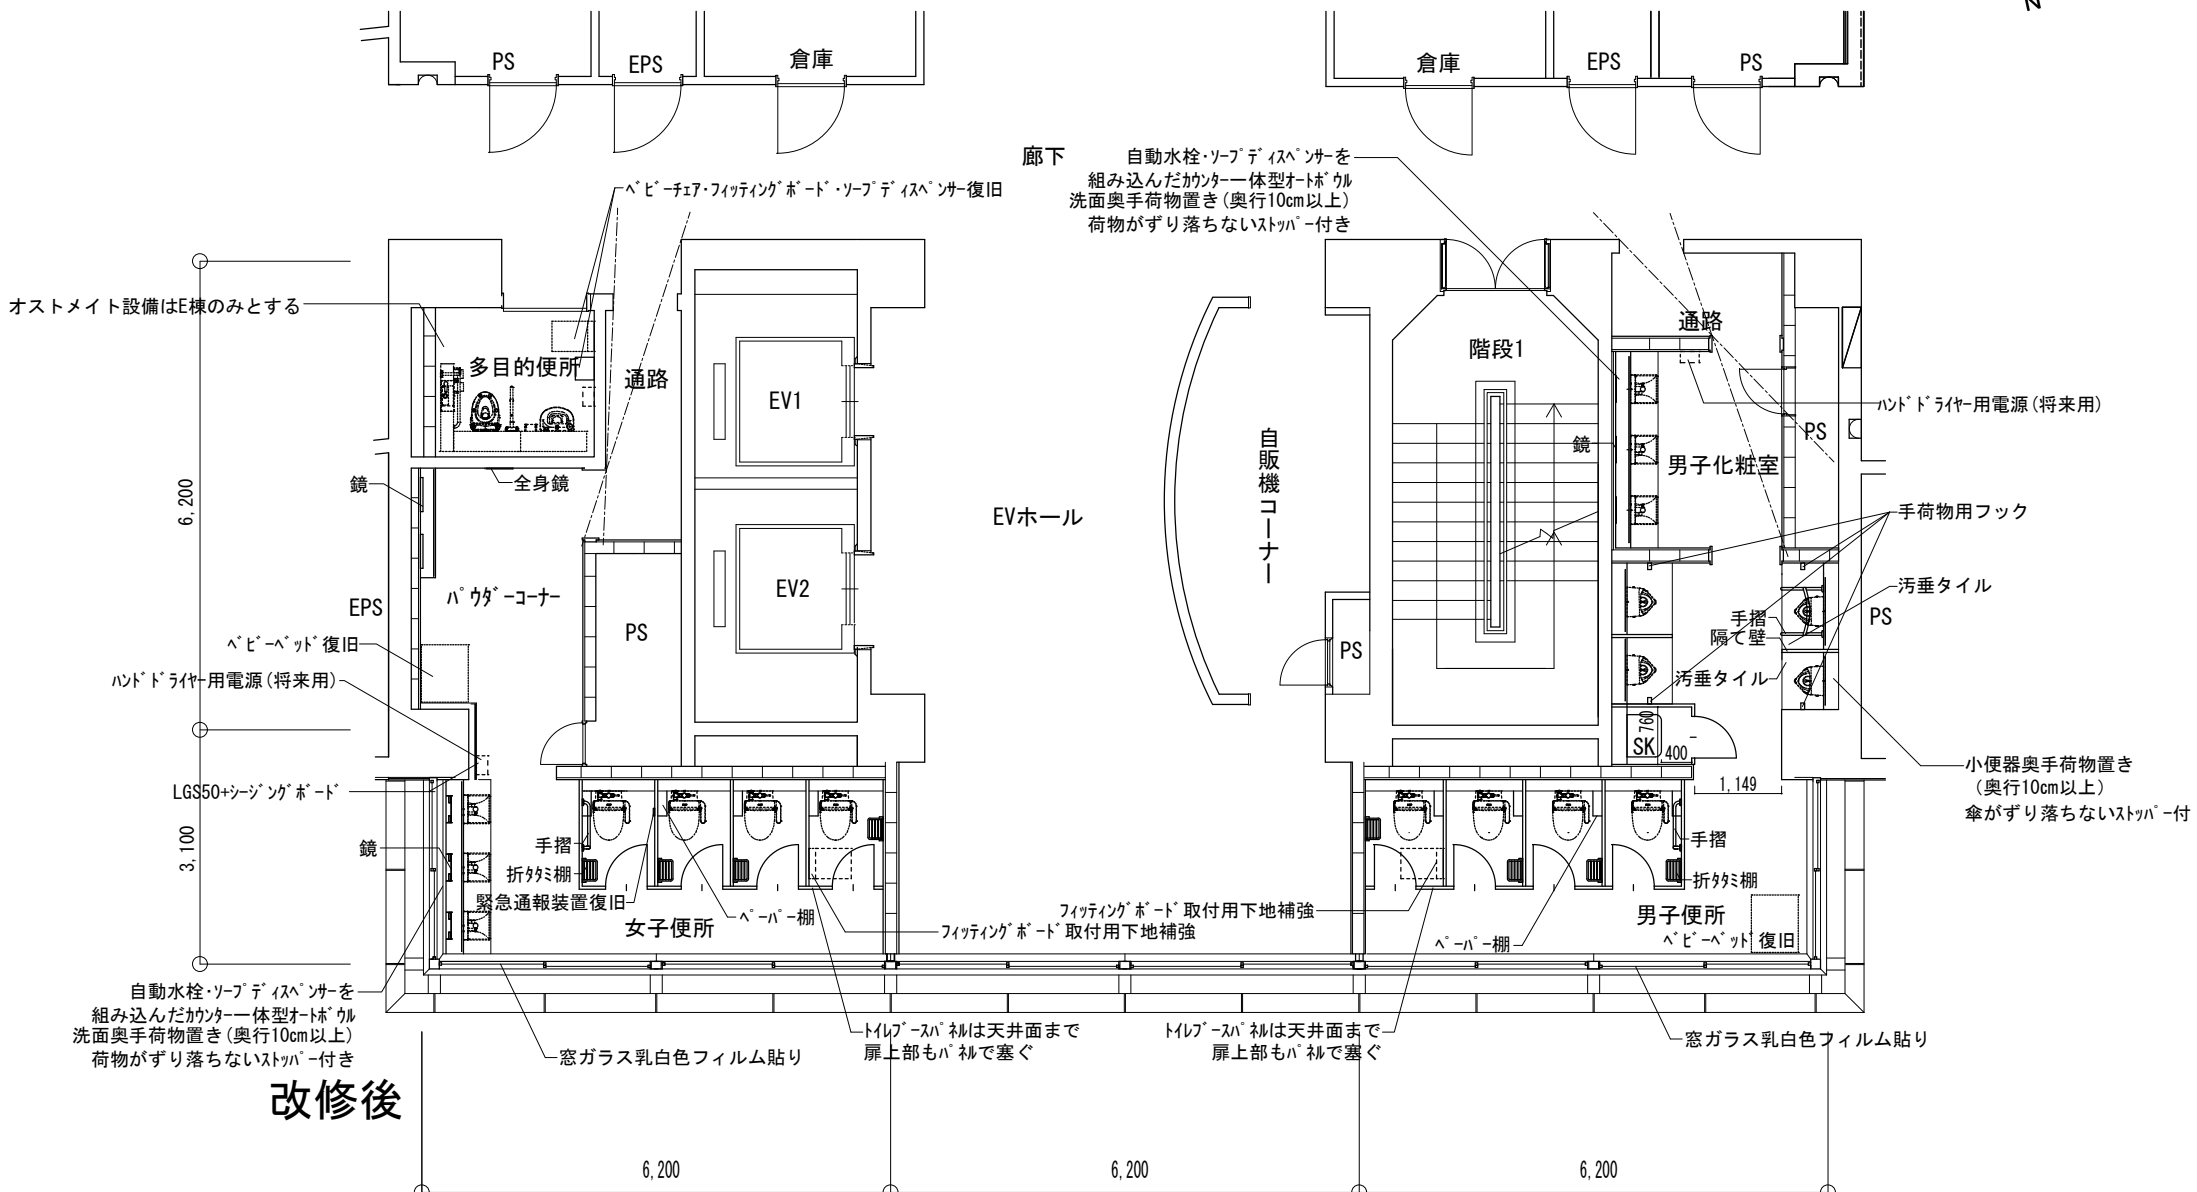 PS
EPS
倉庫
倉庫
EPS
PS
N
廊下
ベビーチェア・フィッティングボード・ソープディスペンサー復旧
自動水栓・ソープディスペンサーを
組み込んだカウンター一体型オートボウル
洗面奥手荷物置き(奥行10cm以上)
荷物がずり落ちないストッパー付き
オストメイト設備はE棟のみとする
多目的便所
通路
EV1
階段1
通路
ハンドドライヤー用電源(将来用)
PS
鏡
男子化粧室
自販機コーナー
鏡
全身鏡
6,200
EVホール
手荷物用フック
EV2
パウダーコーナー
EPS
PS
汚垂タイル
手摺
隔て壁
PS
ベビーベッド復旧
PS
ハンドドライヤー用電源(将来用)
汚垂タイル
760
SK
400
小便器奥手荷物置き
(奥行10cm以上)
傘がずり落ちないストッパー付
1,149
LGS50+シージングボード
3,100
鏡
手摺
折タタミ棚
緊急通報装置復旧
ペーパー棚
女子便所
フィッティングボード取付用下地補強
フィッティングボード取付用下地補強
ペーパー棚
手摺
折タタミ棚
男子便所
ベビーベッド復旧
自動水栓・ソープディスペンサーを
組み込んだカウンター一体型オートボウル
洗面奥手荷物置き(奥行10cm以上)
荷物がずり落ちないストッパー付き
窓ガラス乳白色フィルム貼り
トイレブースパネルは天井面まで
扉上部もパネルで塞ぐ
トイレブースパネルは天井面まで
扉上部もパネルで塞ぐ
窓ガラス乳白色フィルム貼り
改修後
6,200
6,200
6,200